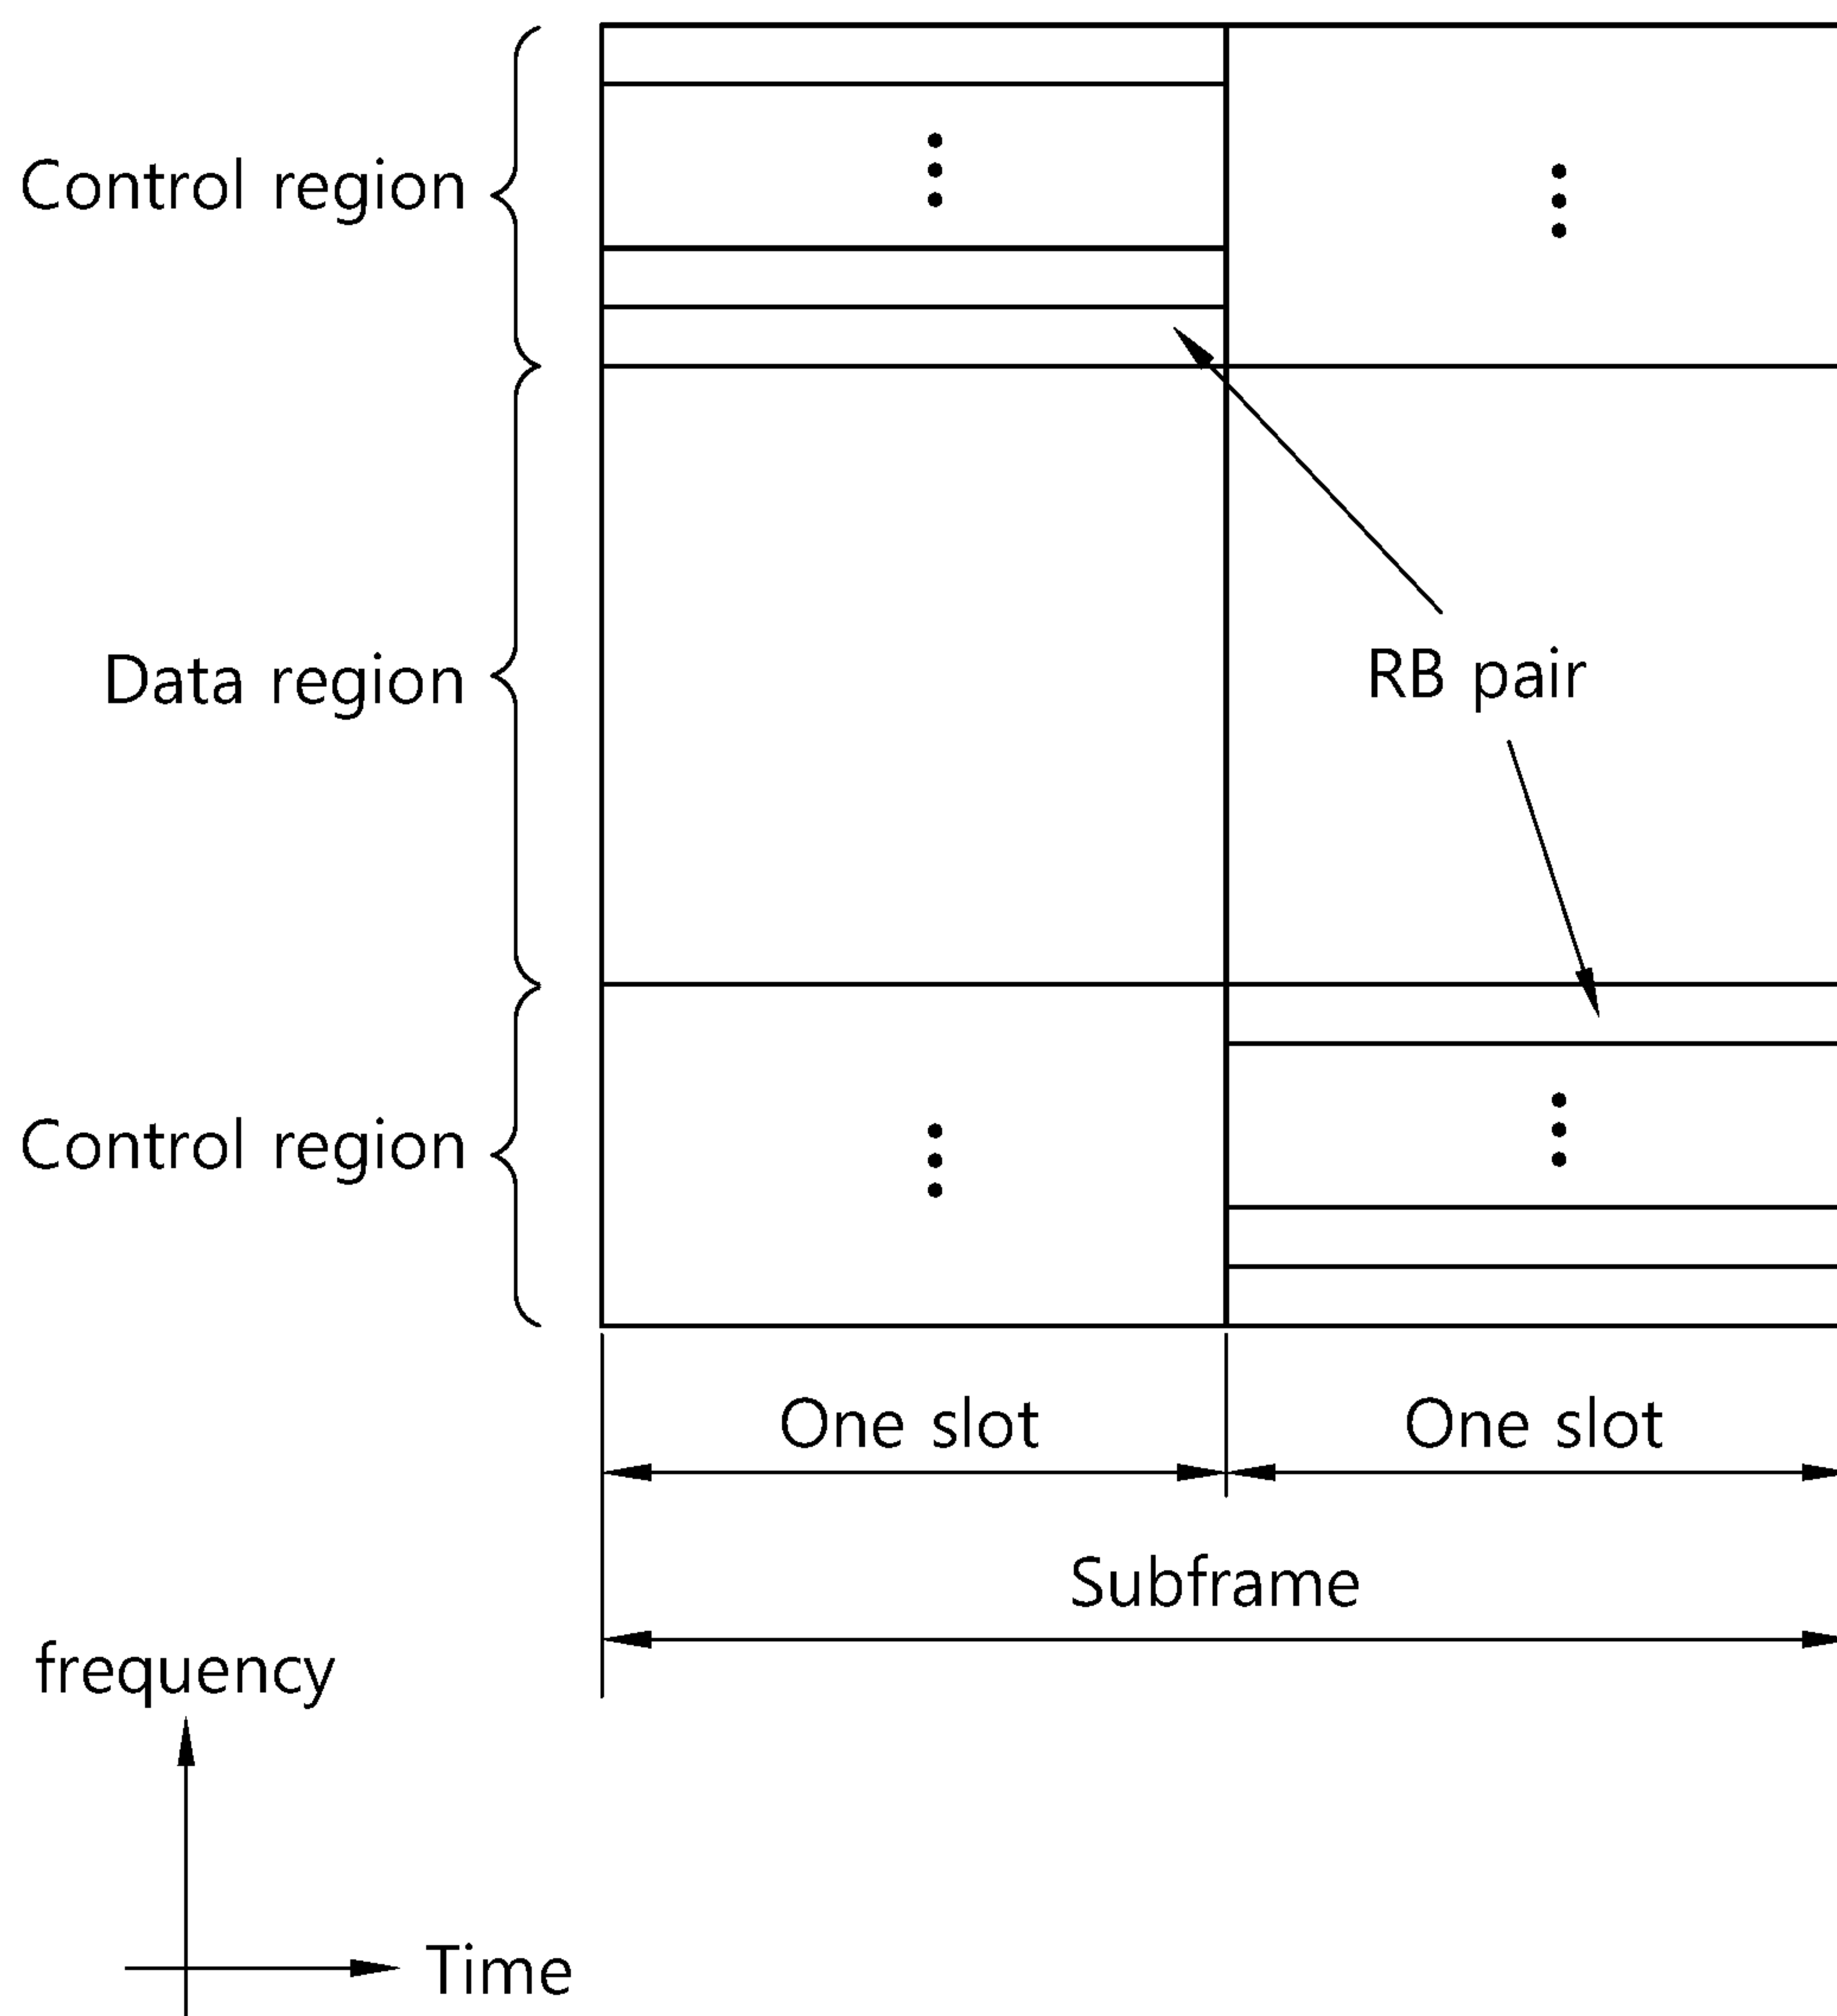 Control region
Data region
RB pair
Control region
One slot
One slot
Subframe
frequency
Time